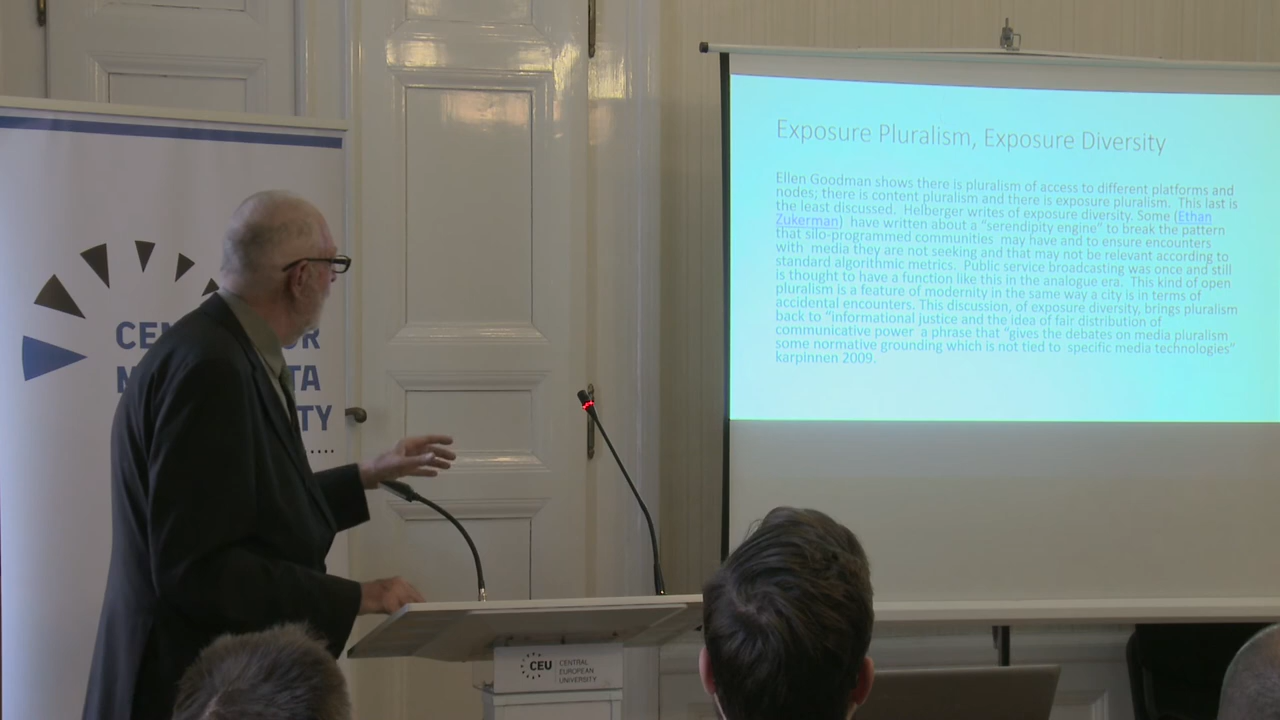 Exposure Pluralism, Exposure Diversity
Ellen Goodman shows there is pluralism of access to different platforms and
nodes; there is content pluralism and there is exposure pluralism. This last is
the least discussed. Helberger writes of exposure diversity. Some (Ethan
Zukerman) have written about a "serendipity engine" to break the pattern
that silo-programmed communities may have and to ensure encounters
with media they are not seeking and that may not be relevant according to
standard algorithmic metrics. Public service broadcasting was once and still
is thought to have a function like this in the analogue era. This kind of open
pluralism is a feature of modernity in the same way a city is in terms of
accidental encounters. This discussion, of exposure diversity, brings pluralism
back to "informational justice and the idea of fair distribution of
communicative power a phrase that "gives the debates on media pluralism
some normative grounding which is not tied to specific media technologies"
karpinnen 2009.
CEU
CENTRAL
EUROPEAN
UNIVERSITY